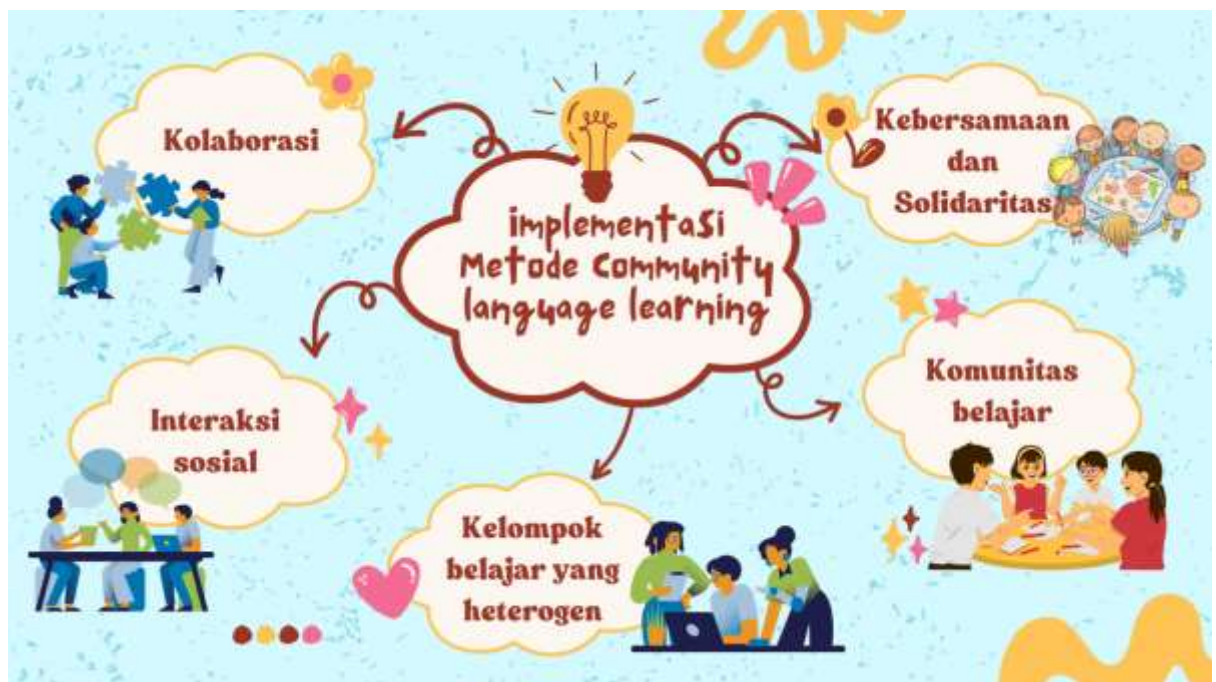 implementasi
Metode Community
language learning
Kolaborasi
Kebersamaan
dan
Solidaritas
Interaksi
sosial
Komunitas
belajar
Kelompok
belajar yang
heterogen